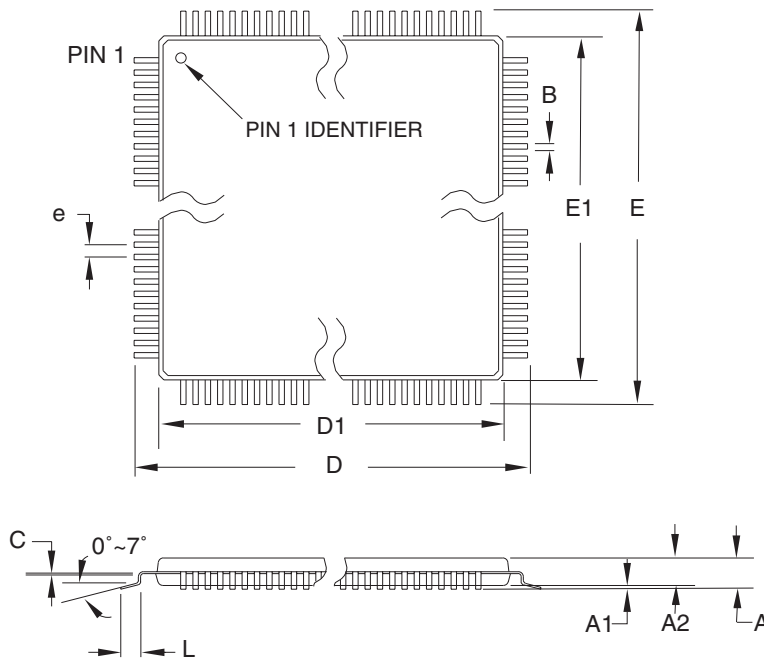 PIN 1
PIN 1 IDENTIFIER
B
e
E1
E
D1
D
C
0°~7°
L
A1
A2
A